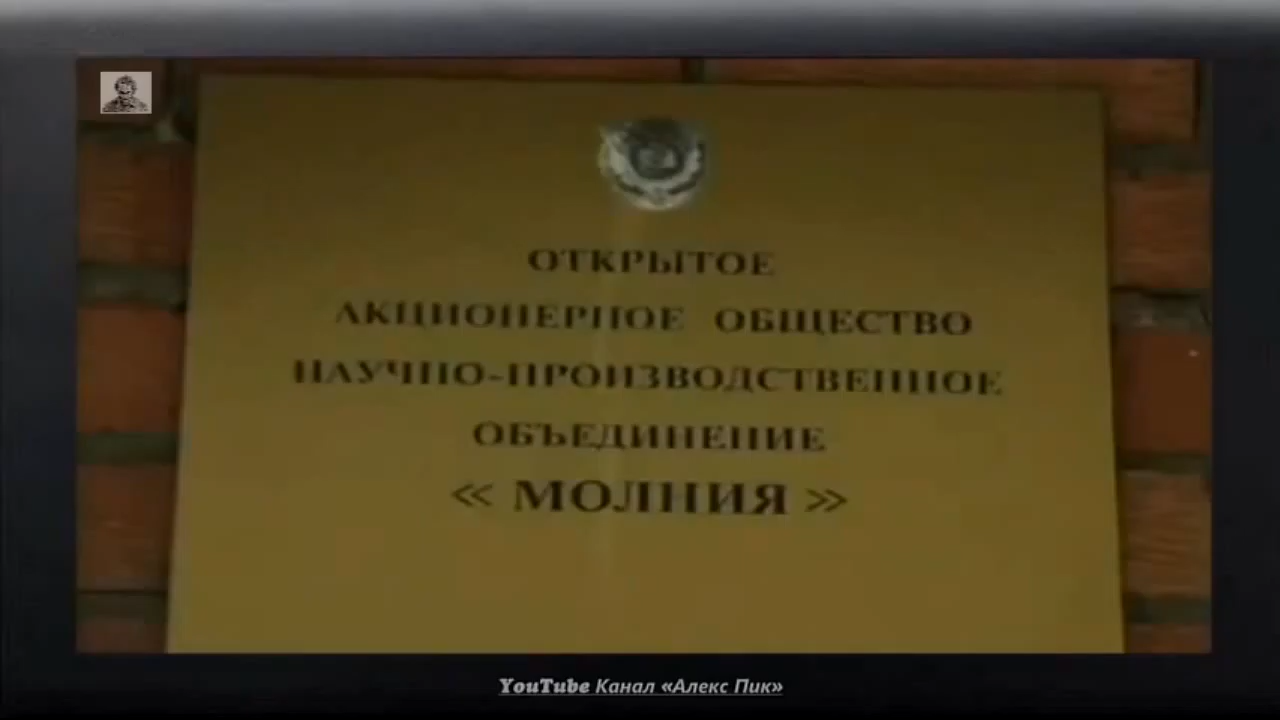 ОТКРЫТОЕ
АКЦИОНЕРНОЕ ОБЩЕСТВО
НАУЧНО-ПРОИЗВОДСТВЕННОЕ
ОБЪЕДИНЕНИЕ
« МОЛНИЯ »
YouTube Канал «Алекс Пик»